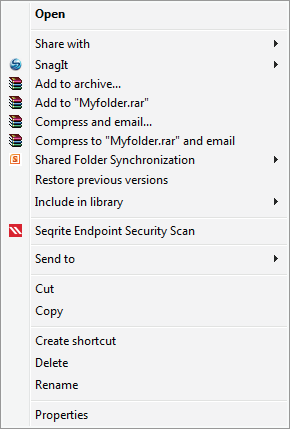 Open
Share with
SnagIt
Add to archive...
Add to "Myfolder.rar"
Compress and email...
Compress to "Myfolder.rar" and email
Shared Folder Synchronization
Restore previous versions
Include in library
Seqrite Endpoint Security Scan
Send to
Cut
Copy
Create shortcut
Delete
Rename
Properties